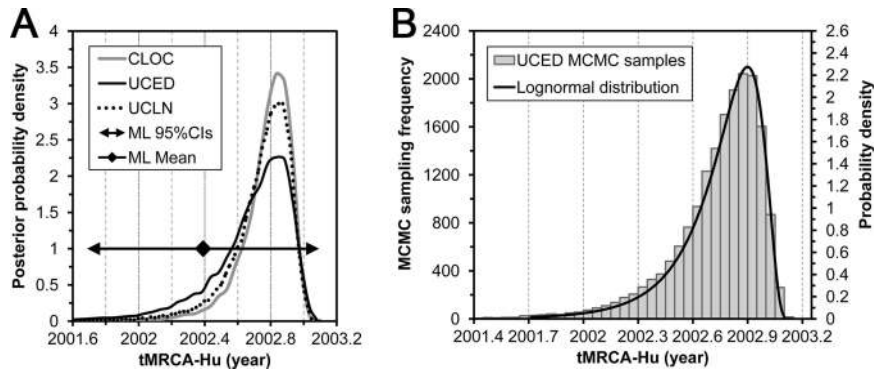 A
Posterior probability density
4
3.5
3
2.5
2
1.5
1
0.5
0
CLOC
UCED
UCLN
ML 95%CIs
ML Mean
2001.6 2002 2002.4 2002.8 2003.2
tMRCA-Hu (year)
B
MCMC sampling frequency
2400
2000
1600
1200
800
400
0
UCED MCMC samples
Lognormal distribution
2.6
2.4
2.2
2
1.8
1.6
1.4
1.2
1
0.8
0.6
0.4
0.2
0
Probability density
2001.4 2001.7 2002 2002.3 2002.6 2002.9 2003.2
tMRCA-Hu (year)